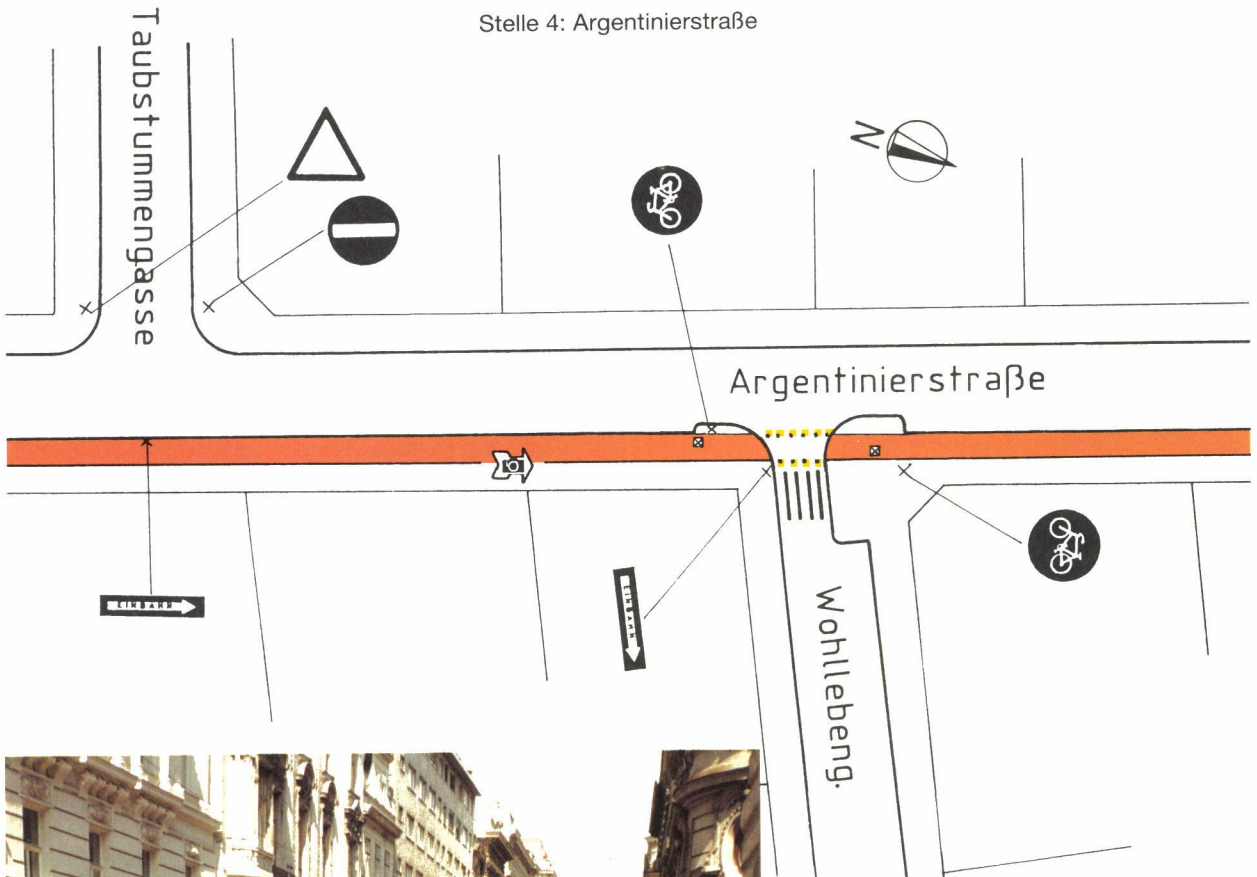 Stelle 4: Argentinierstraße
Taubstummengasse
N
Argentinierstraße
EINBAHN
EINBAHN
Wohllebeng.